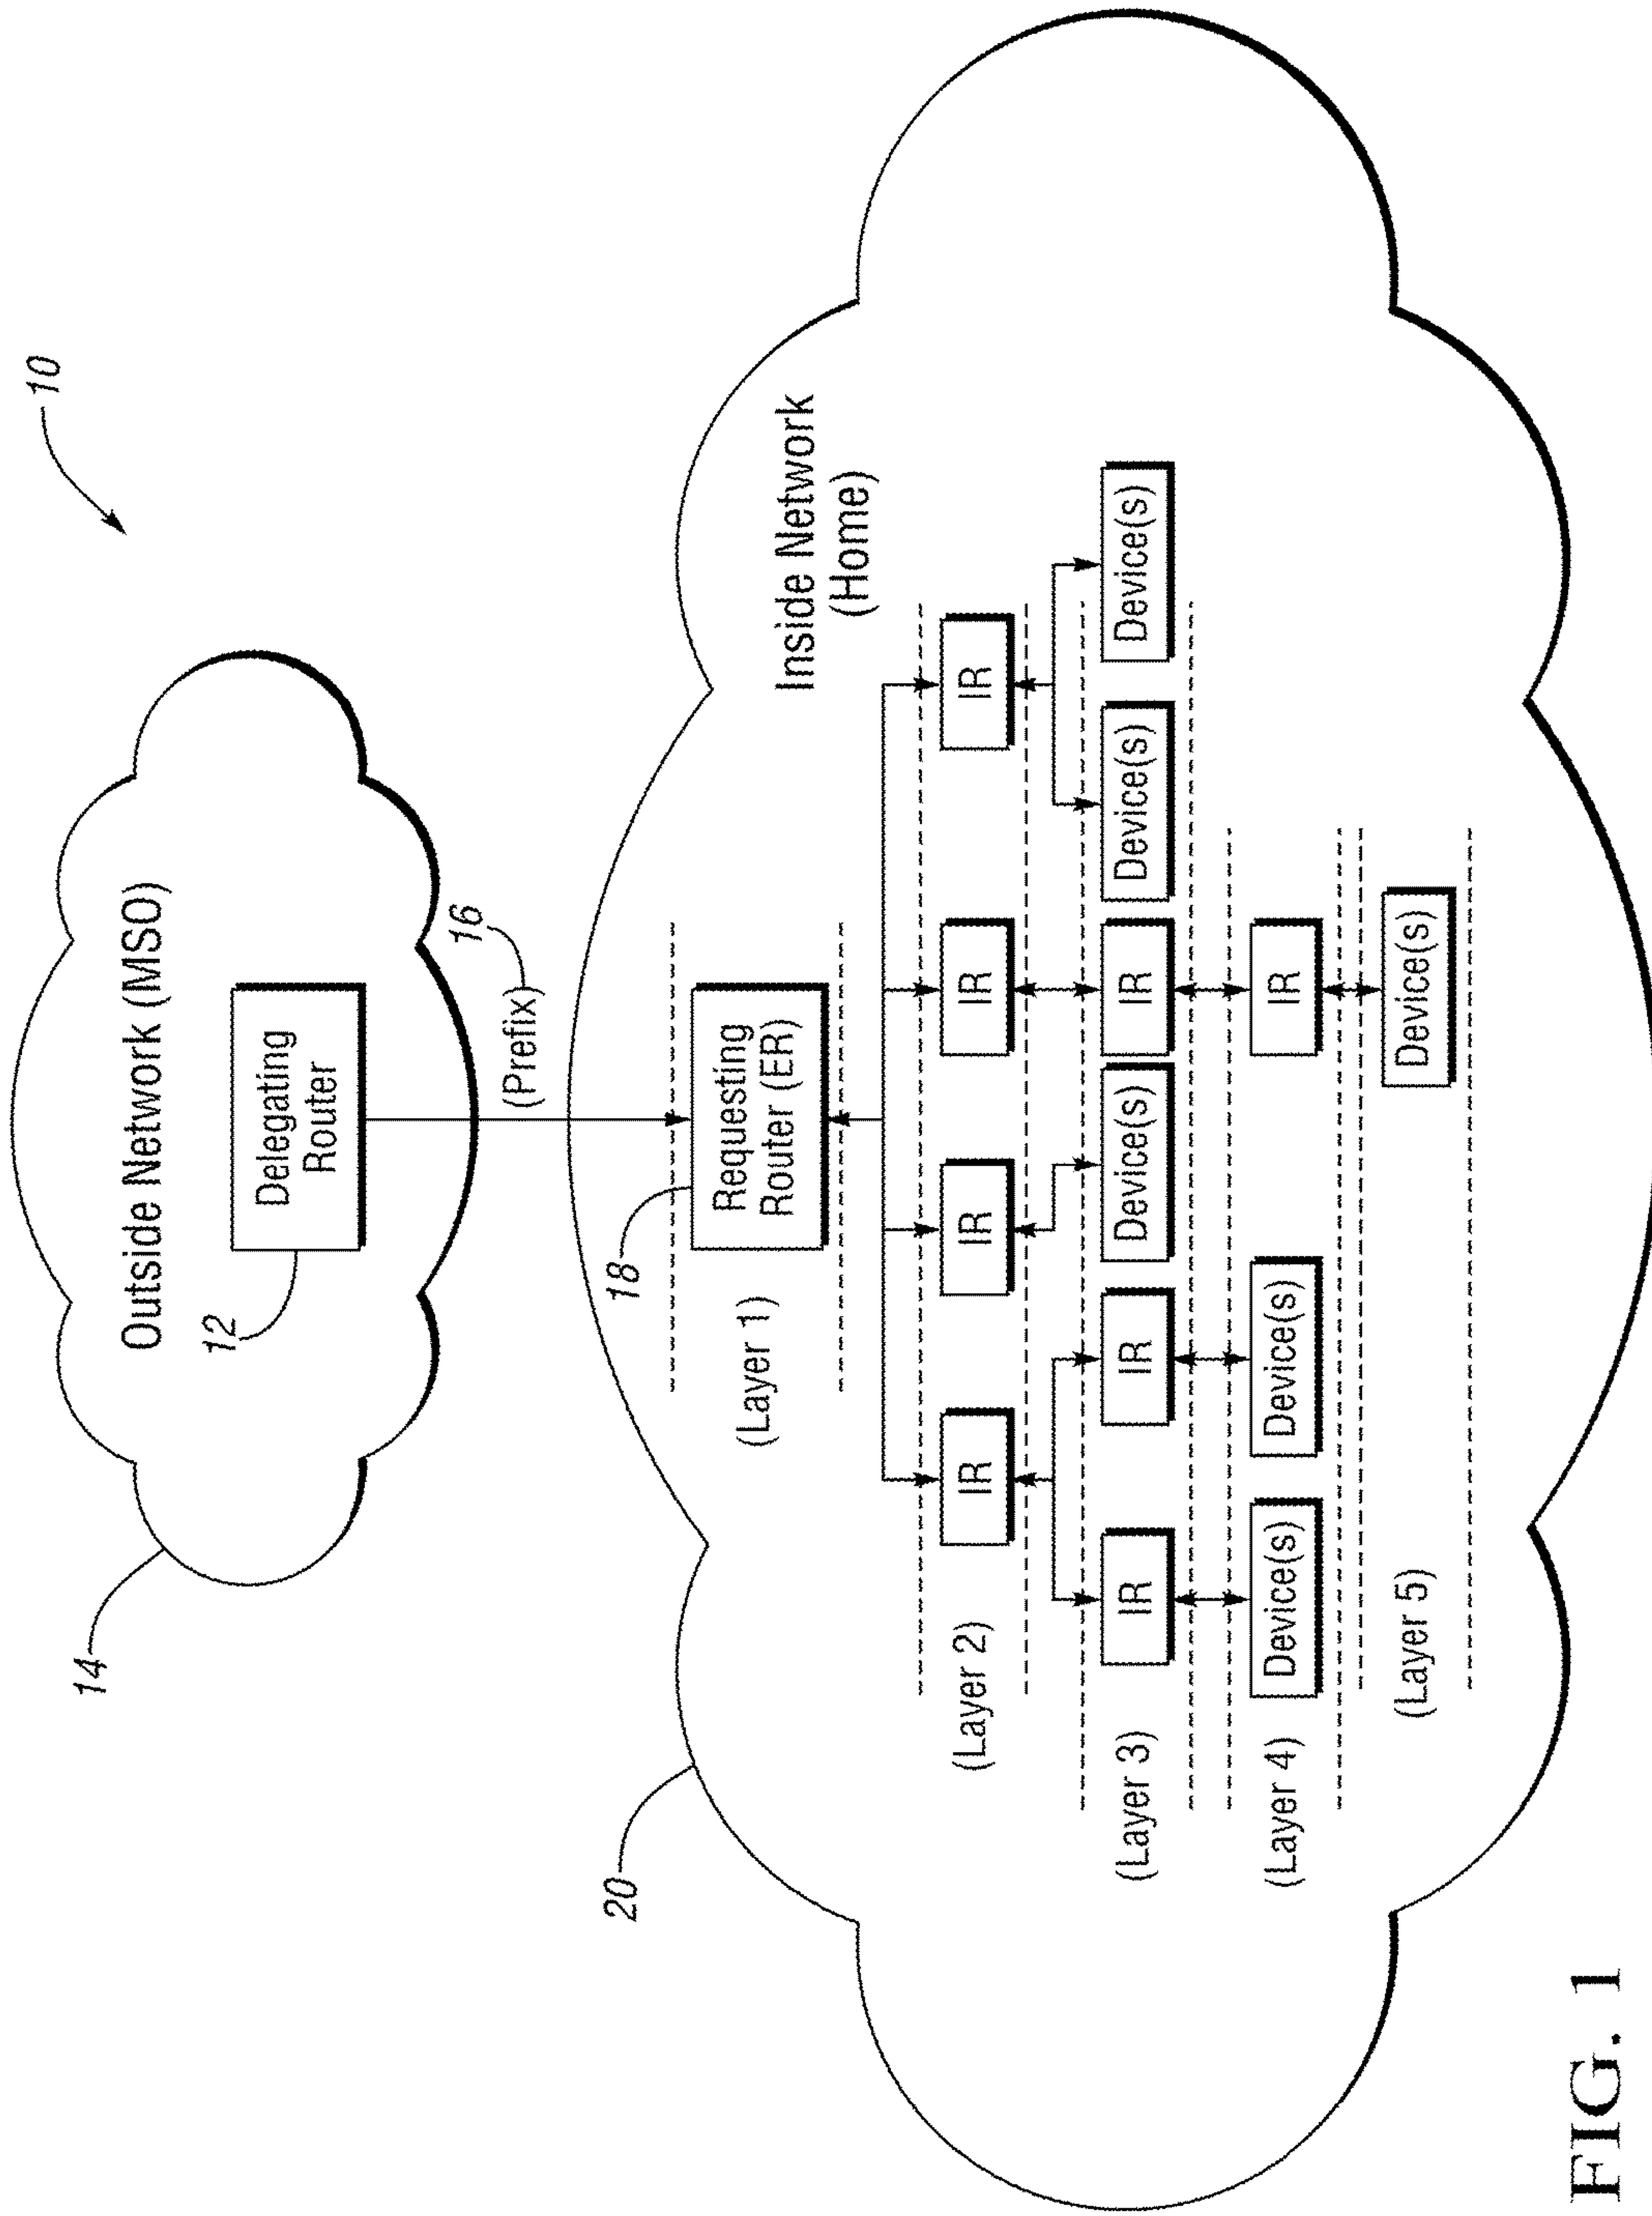 10
14
Outside Network (MSO)
12
Delegating
Router
(Prefix)
16
20
Inside Network
(Home)
18
(Layer 1)
Requesting
Router (ER)
(Layer 2)
IR
IR
IR
IR
(Layer 3)
IR
IR
Device(s)
IR
Device(s)
Device(s)
(Layer 4)
Device(s)
Device(s)
IR
(Layer 5)
Device(s)
FIG. 1